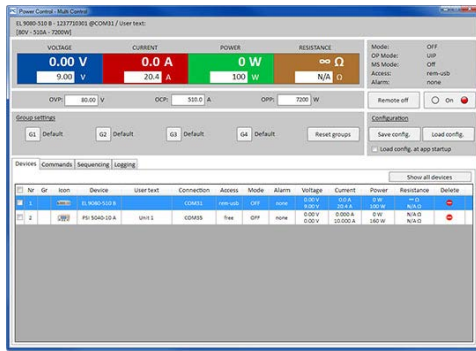 Power Control - Multi Control
EL 9080-510 B - 1237710301 @COM31 / User text:
[80V - 510A - 7200W]
VOLTAGE CURRENT POWER RESISTANCE
0.00 V 0.0 A 0 W ∞ Ω
9.00 V 20.4 A 100 W N/A Ω
Mode: OFF
OP Mode: UIP
MS Mode: Off
Access: rem-usb
Alarm: none
OVP: 80.00 V OCP: 510.0 A OPP: 7200 W
Remote off On
Group settings
G1 Default G2 Default G3 Default G4 Default Reset groups
Configuration
Save config. Load config.
Load config. at app startup
Devices Commands Sequencing Logging
Show all devices
Nr Gr Icon Device User text Connection Access Mode Alarm Voltage Current Power Resistance Delete
1 EL 9080-510 B COM31 rem-usb OFF none 0.00 V 0.0 A 0 W ∞ Ω
9.00 V 20.4 A 100 W N/A Ω
2 PSI 5040-10 A Unit 1 COM35 free OFF none 0.00 V 0.000 A 0 W N/A Ω
0.00 V 10.000 A 160 W N/A Ω